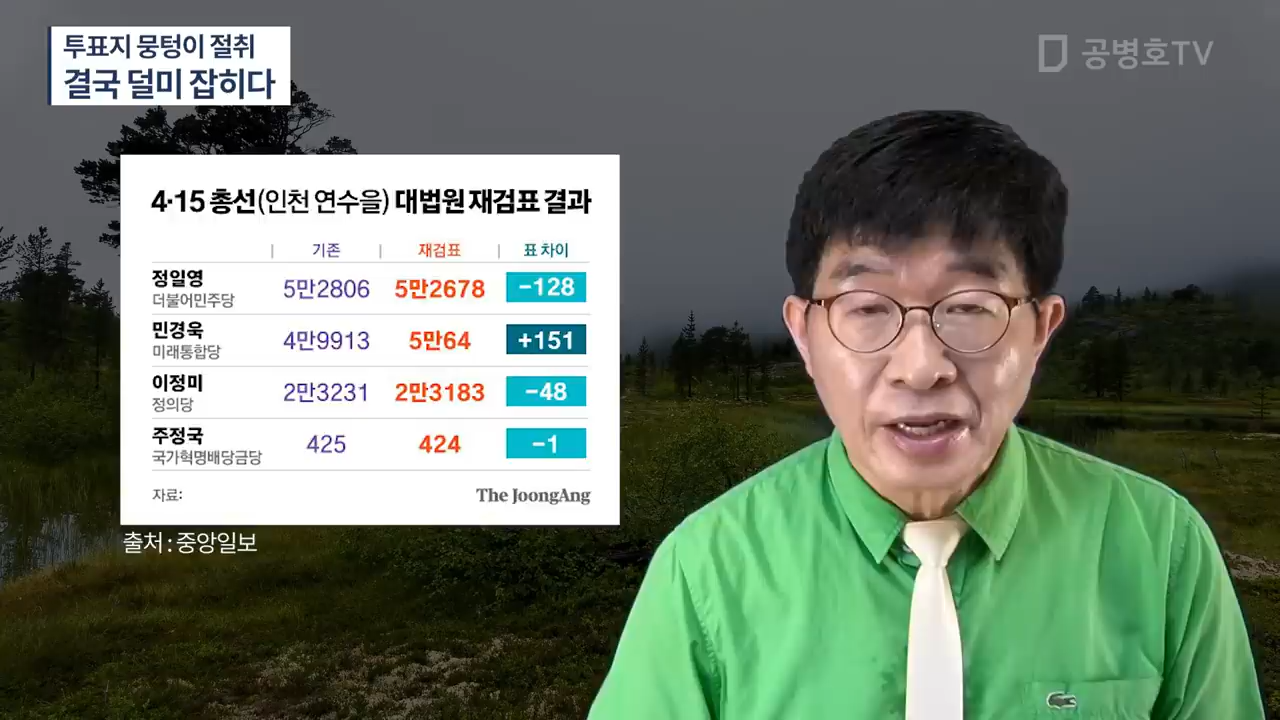 투표지 뭉텅이 절취
결국 덜미 잡히다
공병호TV
4·15 총선(인천 연수을) 대법원 재검표 결과
기존 재검표 표 차이
정일영
더불어민주당
5만2806 5만2678 -128
민경욱
미래통합당
4만9913 5만64 +151
이정미
정의당
2만3231 2만3183 -48
주정국
국가혁명배당금당
425 424 -1
자료:
The JoongAng
출처 : 중앙일보